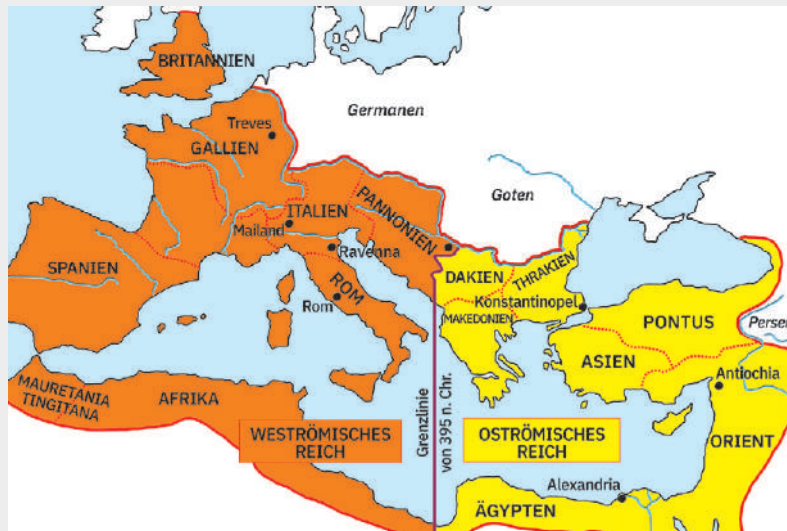 BRITANNIEN
Germanen
Treves
GALLIEN
Goten
PANNONIEN
ITALIEN
Mailand
Ravenna
SPANIEN
DAKIEN
THRAKIEN
ROM
Rom
Konstantinopel
MAKEDONIEN
PONTUS
Perser
ASIEN
Antiochia
MAURETANIA
TINGITANA
AFRIKA
WESTRÖMISCHES
REICH
Grenzlinie
von 395 n. Chr.
OSTRÖMISCHES
REICH
ORIENT
Alexandria
ÄGYPTEN